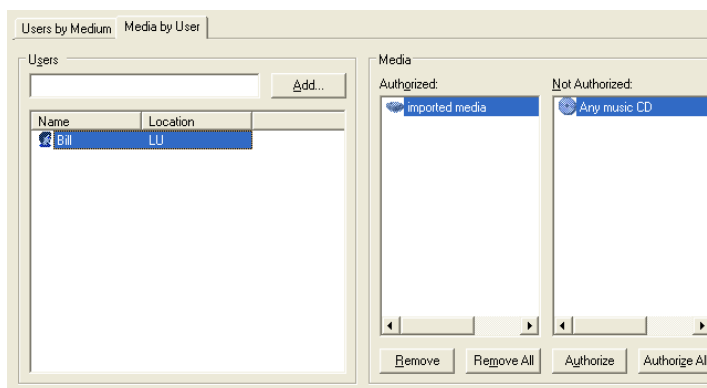 Users by Medium Media by User
Users
Add...
Name Location
Bill LU
Media
Authorized:
imported media
Remove Remove All
Not Authorized:
Any music CD
Authorize Authorize Al